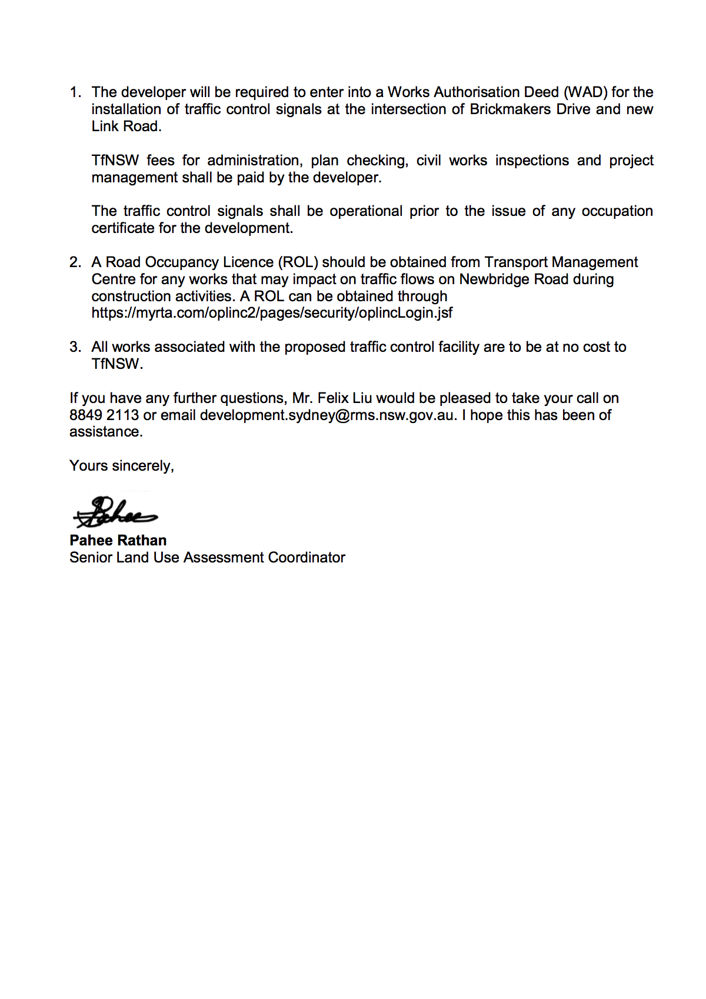 1. The developer will be required to enter into a Works Authorisation Deed (WAD) for the
installation of traffic control signals at the intersection of Brickmakers Drive and new
Link Road.
TfNSW fees for administration, plan checking, civil works inspections and project
management shall be paid by the developer.
The traffic control signals shall be operational prior to the issue of any occupation
certificate for the development.
2. A Road Occupancy Licence (ROL) should be obtained from Transport Management
Centre for any works that may impact on traffic flows on Newbridge Road during
construction activities. A ROL can be obtained through
https://myrta.com/oplinc2/pages/security/oplincLogin.jsf
3. All works associated with the proposed traffic control facility are to be at no cost to
TfNSW.
If you have any further questions, Mr. Felix Liu would be pleased to take your call on
8849 2113 or email development.sydney@rms.nsw.gov.au. I hope this has been of
assistance.
Yours sincerely,
Pahee
Pahee Rathan
Senior Land Use Assessment Coordinator